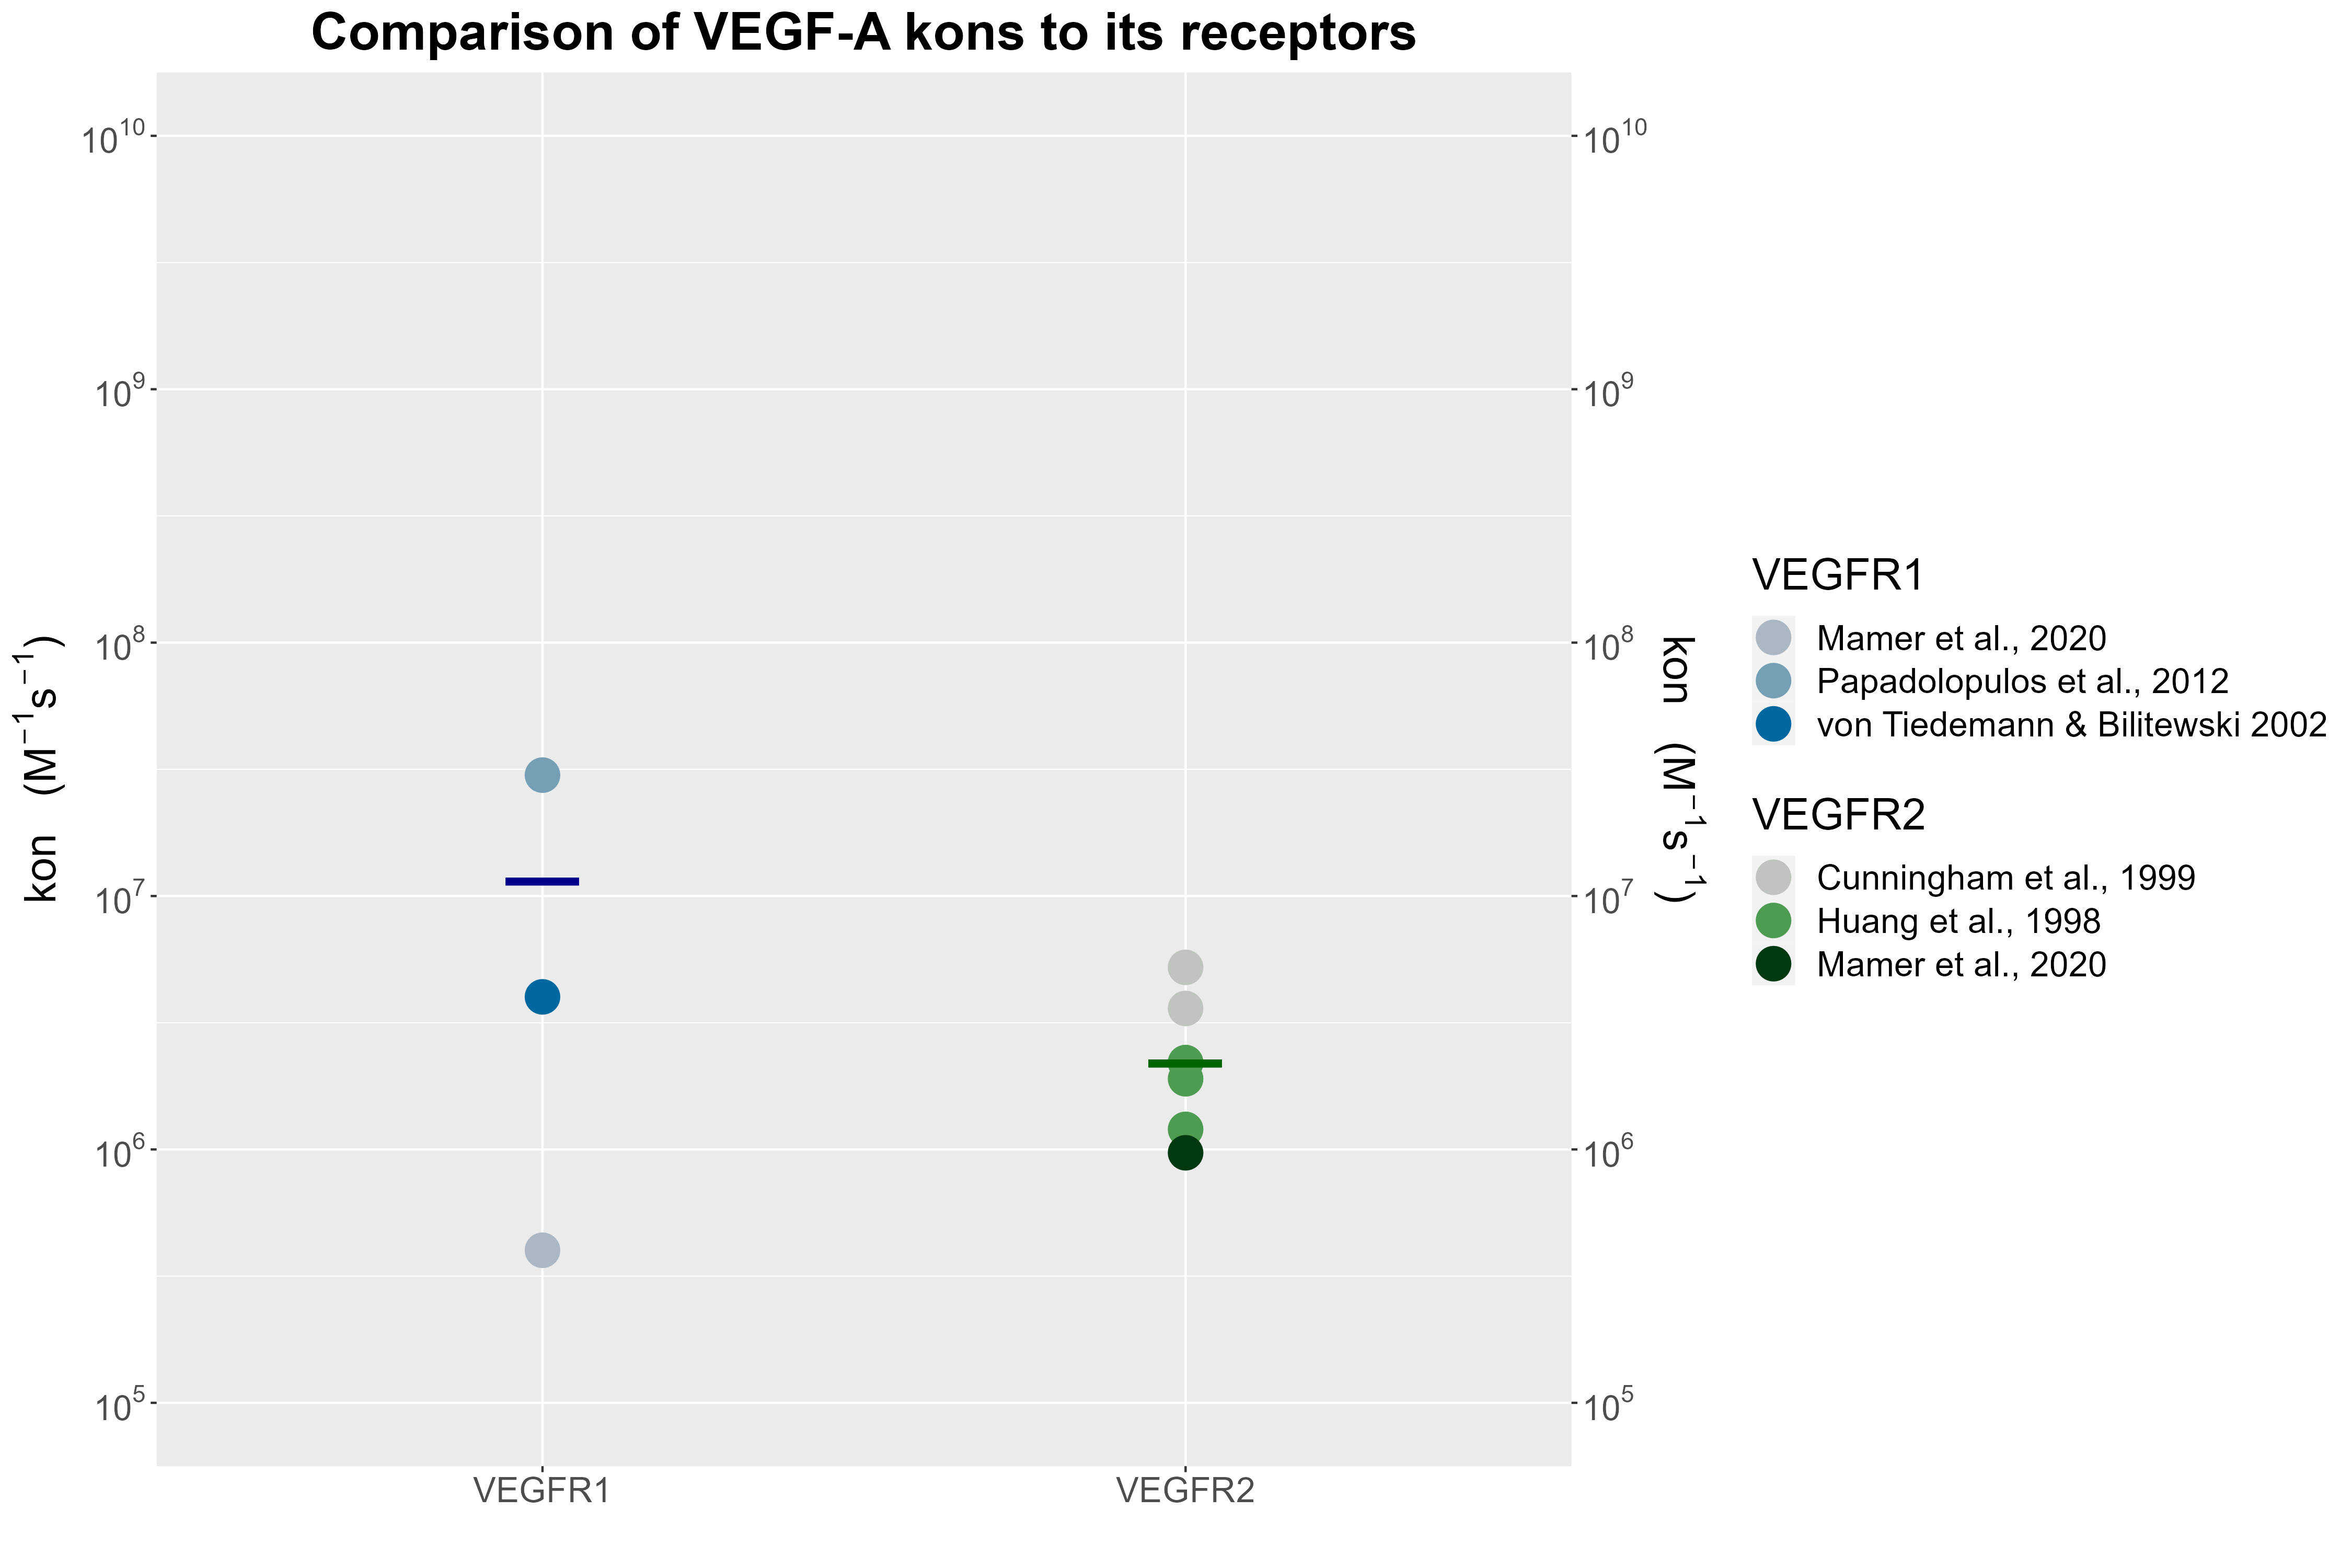 Comparison of VEGF-A kons to its receptors
kon (M⁻¹s⁻¹)
10¹⁰
10⁹
10⁸
10⁷
10⁶
10⁵
10¹⁰
10⁹
10⁸
10⁷
10⁶
10⁵
kon (M⁻¹s⁻¹)
VEGFR1
VEGFR2
VEGFR1
Mamer et al., 2020
Papadolopulos et al., 2012
von Tiedemann & Bilitewski 2002
VEGFR2
Cunningham et al., 1999
Huang et al., 1998
Mamer et al., 2020